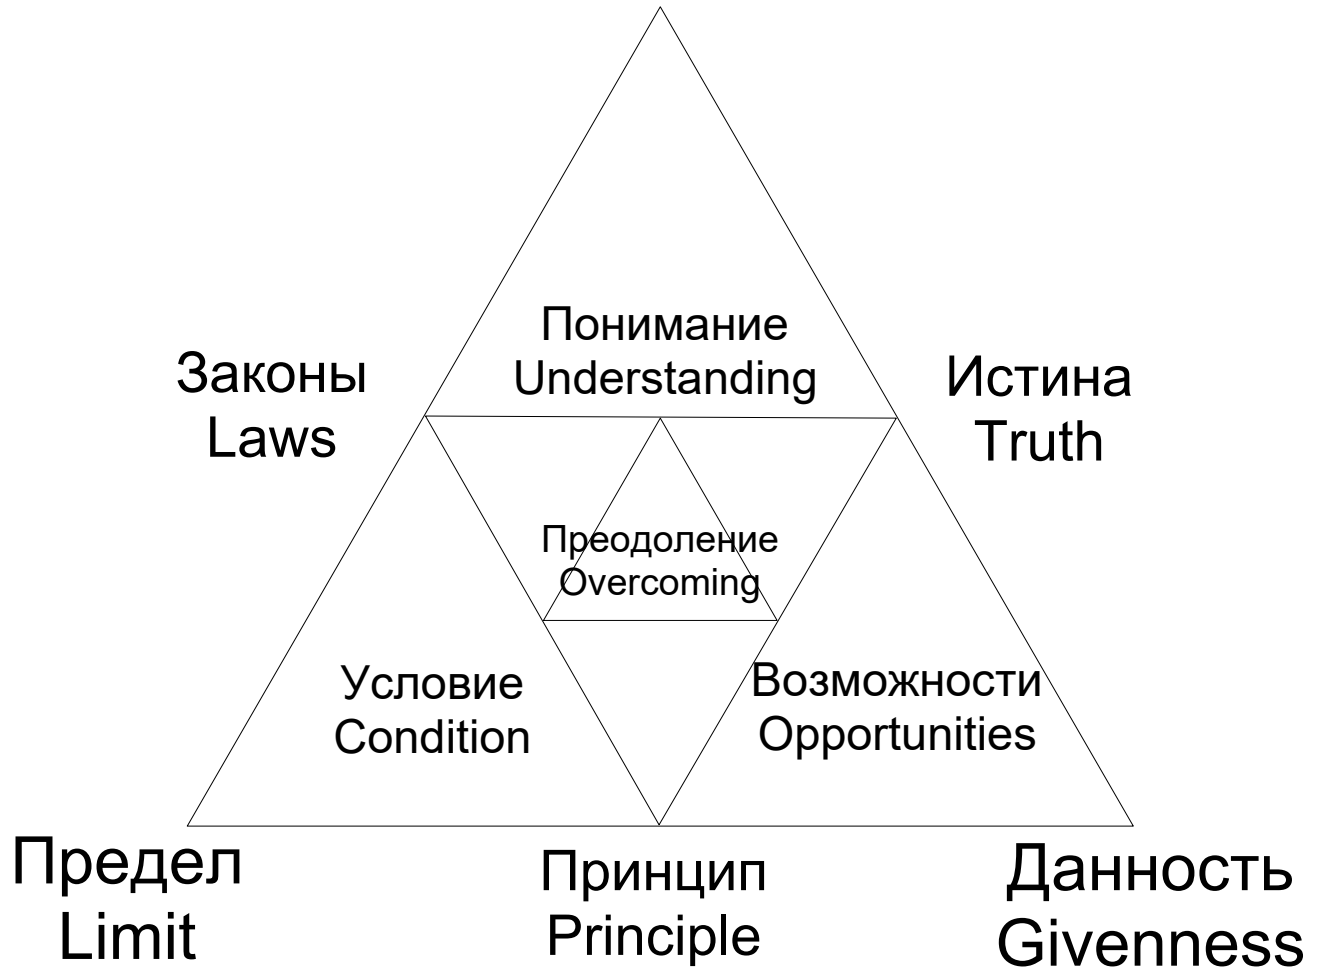 Понимание
Understanding
Законы
Laws
Истина
Truth
Преодоление
Overcoming
Условие
Condition
Возможности
Opportunities
Предел
Limit
Принцип
Principle
Данность
Givenness